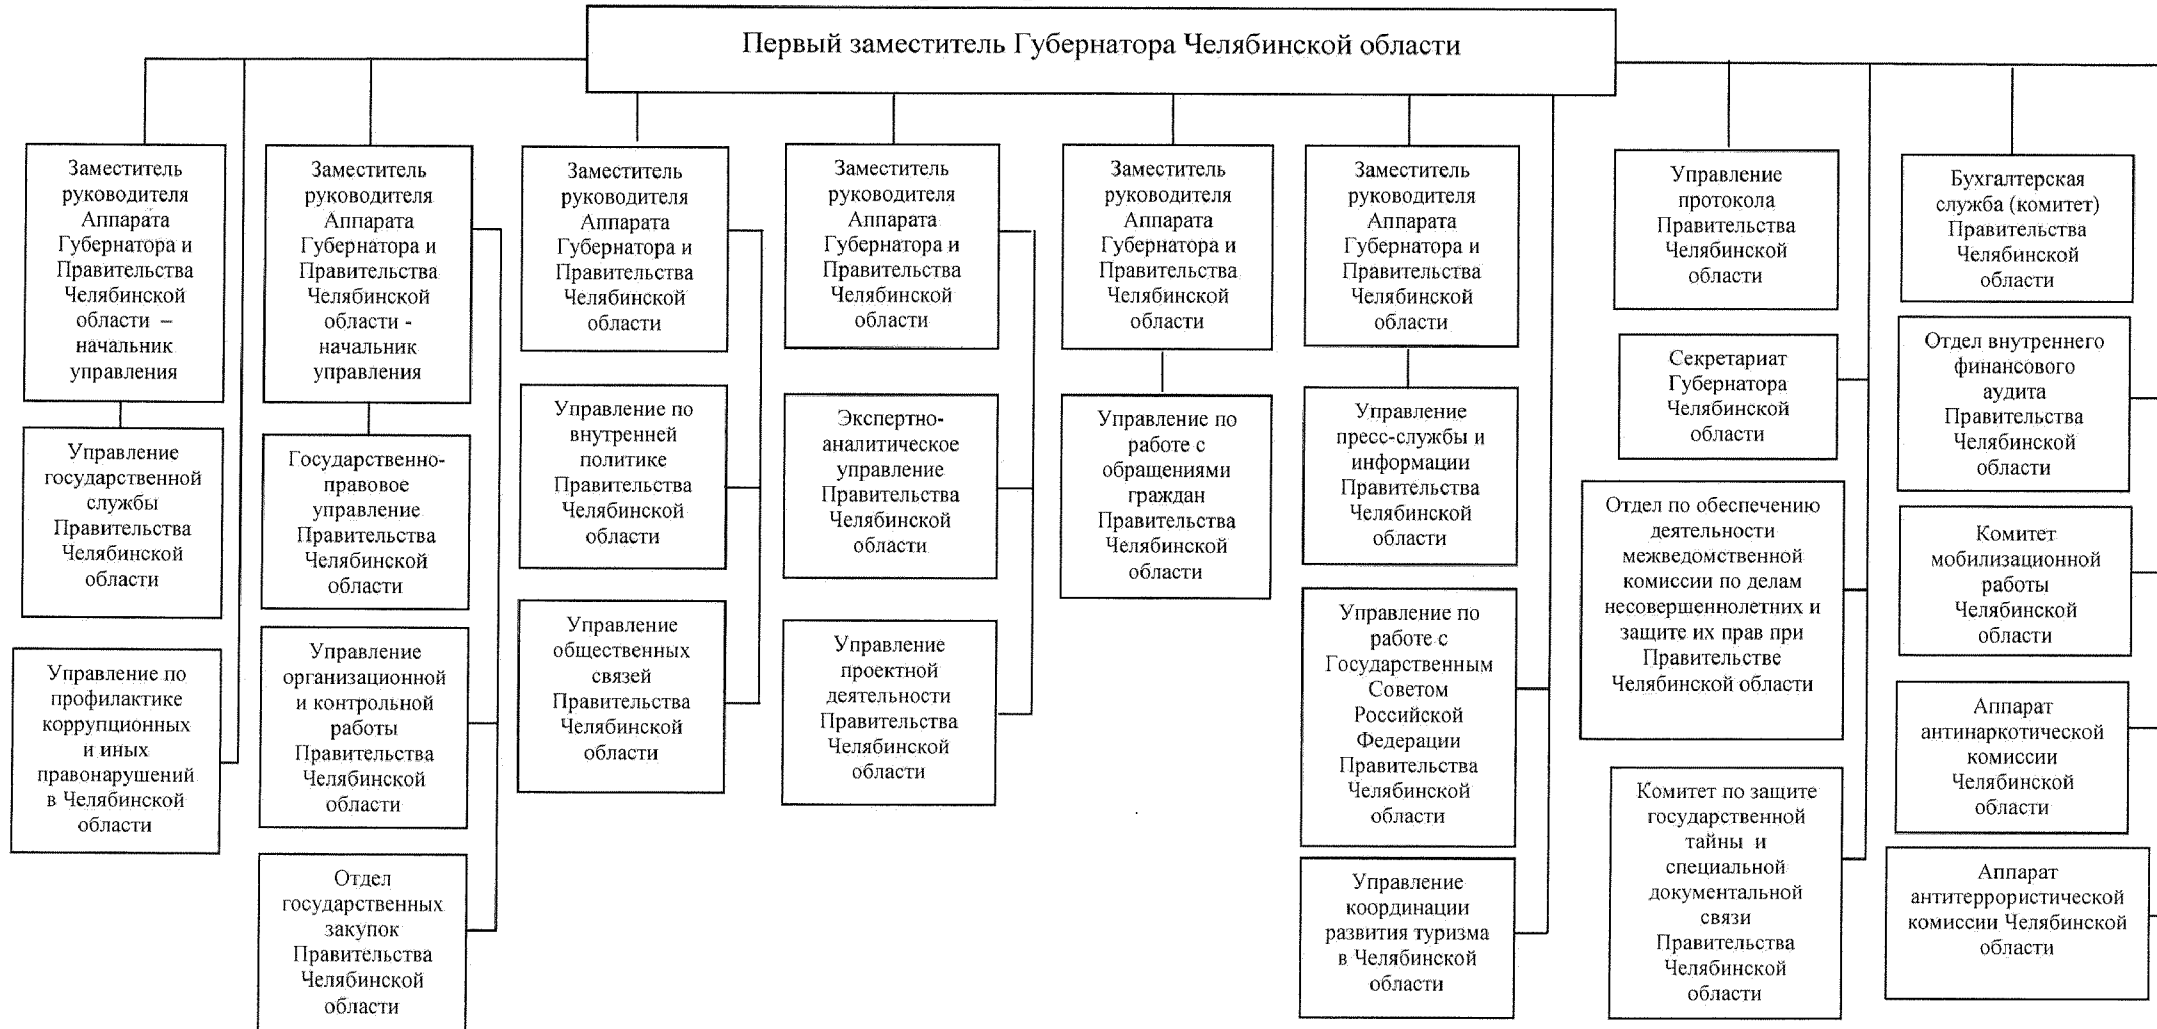 Первый заместитель Губернатора Челябинской области
Заместитель
руководителя
Аппарата
Губернатора и
Правительства
Челябинской
области –
начальник
управления
Управление
государственной
службы
Правительства
Челябинской
области
Управление по
профилактике
коррупционных
и иных
правонарушений
в Челябинской
области
Заместитель
руководителя
Аппарата
Губернатора и
Правительства
Челябинской
области -
начальник
управления
Государственно-
правовое
управление
Правительства
Челябинской
области
Управление
организационной
и контрольной
работы
Правительства
Челябинской
области
Отдел
государственных
закупок
Правительства
Челябинской
области
Заместитель
руководителя
Аппарата
Губернатора и
Правительства
Челябинской
области
Управление по
внутренней
политике
Правительства
Челябинской
области
Управление
общественных
связей
Правительства
Челябинской
области
Заместитель
руководителя
Аппарата
Губернатора и
Правительства
Челябинской
области
Экспертно-
аналитическое
управление
Правительства
Челябинской
области
Управление
проектной
деятельности
Правительства
Челябинской
области
Заместитель
руководителя
Аппарата
Губернатора и
Правительства
Челябинской
области
Управление по
работе с
обращениями
граждан
Правительства
Челябинской
области
Заместитель
руководителя
Аппарата
Губернатора и
Правительства
Челябинской
области
Управление
пресс-службы и
информации
Правительства
Челябинской
области
Управление по
работе с
Государственным
Советом
Российской
Федерации
Правительства
Челябинской
области
Управление
координации
развития туризма
в Челябинской
области
Управление
протокола
Правительства
Челябинской
области
Секретариат
Губернатора
Челябинской
области
Отдел по обеспечению
деятельности
межведомственной
комиссии по делам
несовершеннолетних и
защите их прав при
Правительстве
Челябинской области
Комитет по защите
государственной
тайны и
специальной
документальной
связи
Правительства
Челябинской
области
Бухгалтерская
служба (комитет)
Правительства
Челябинской
области
Отдел внутреннего
финансового
аудита
Правительства
Челябинской
области
Комитет
мобилизационной
работы
Челябинской
области
Аппарат
антинаркотической
комиссии
Челябинской
области
Аппарат
антитеррористической
комиссии Челябинской
области